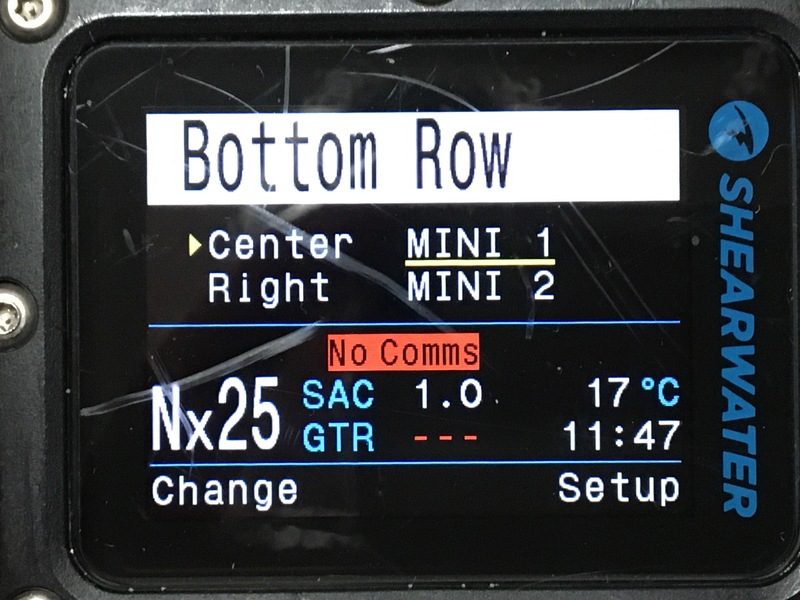 Bottom Row
Center MINI 1
Right MINI 2
No Comms
Nx25
SAC 1.0 17 °C
GTR --- 11:47
Change Setup
SHEARWATER